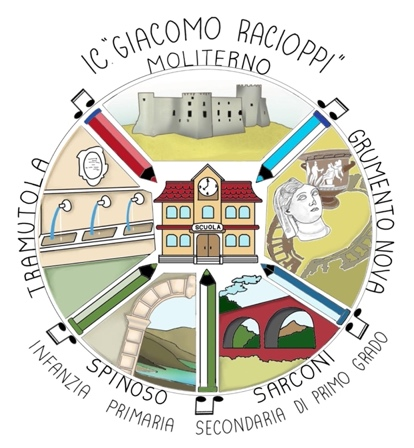 IC "GIACOMO RACIOPPI"
MOLITERNO
TRAMUTOLA
GRUMENTO NOVA
SCUOLA
SPINOSO
SARCONI
INFANZIA PRIMARIA SECONDARIA DI PRIMO GRADO